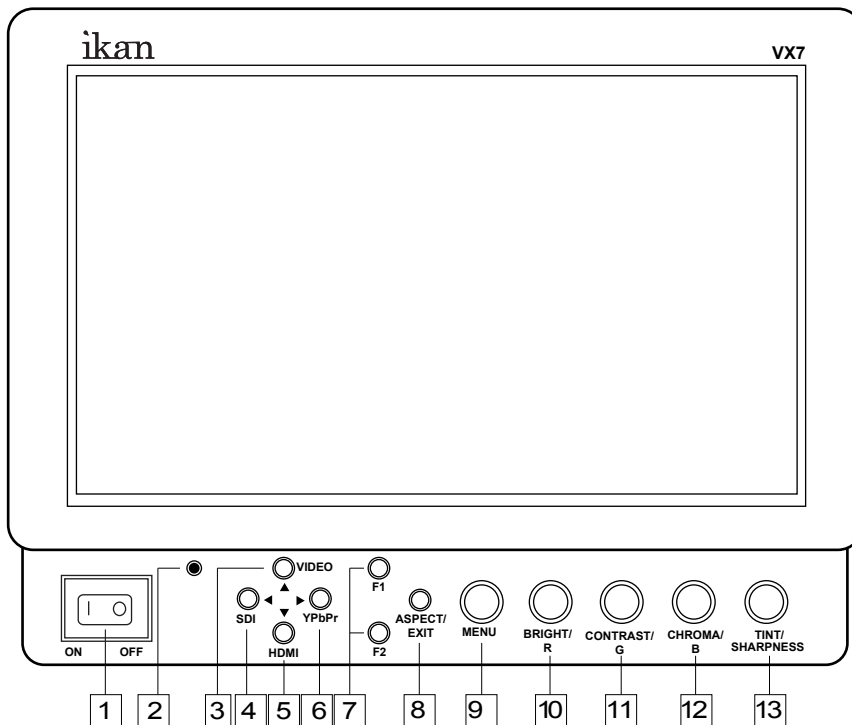 ikan
VX7
VIDEO
F1
SDI
YPbPr
HDMI
F2
ASPECT/
EXIT
MENU
BRIGHT/
R
CONTRAST/
G
CHROMA/
B
TINT/
SHARPNESS
ON OFF
1 2 3 4 5 6 7 8 9 10 11 12 13